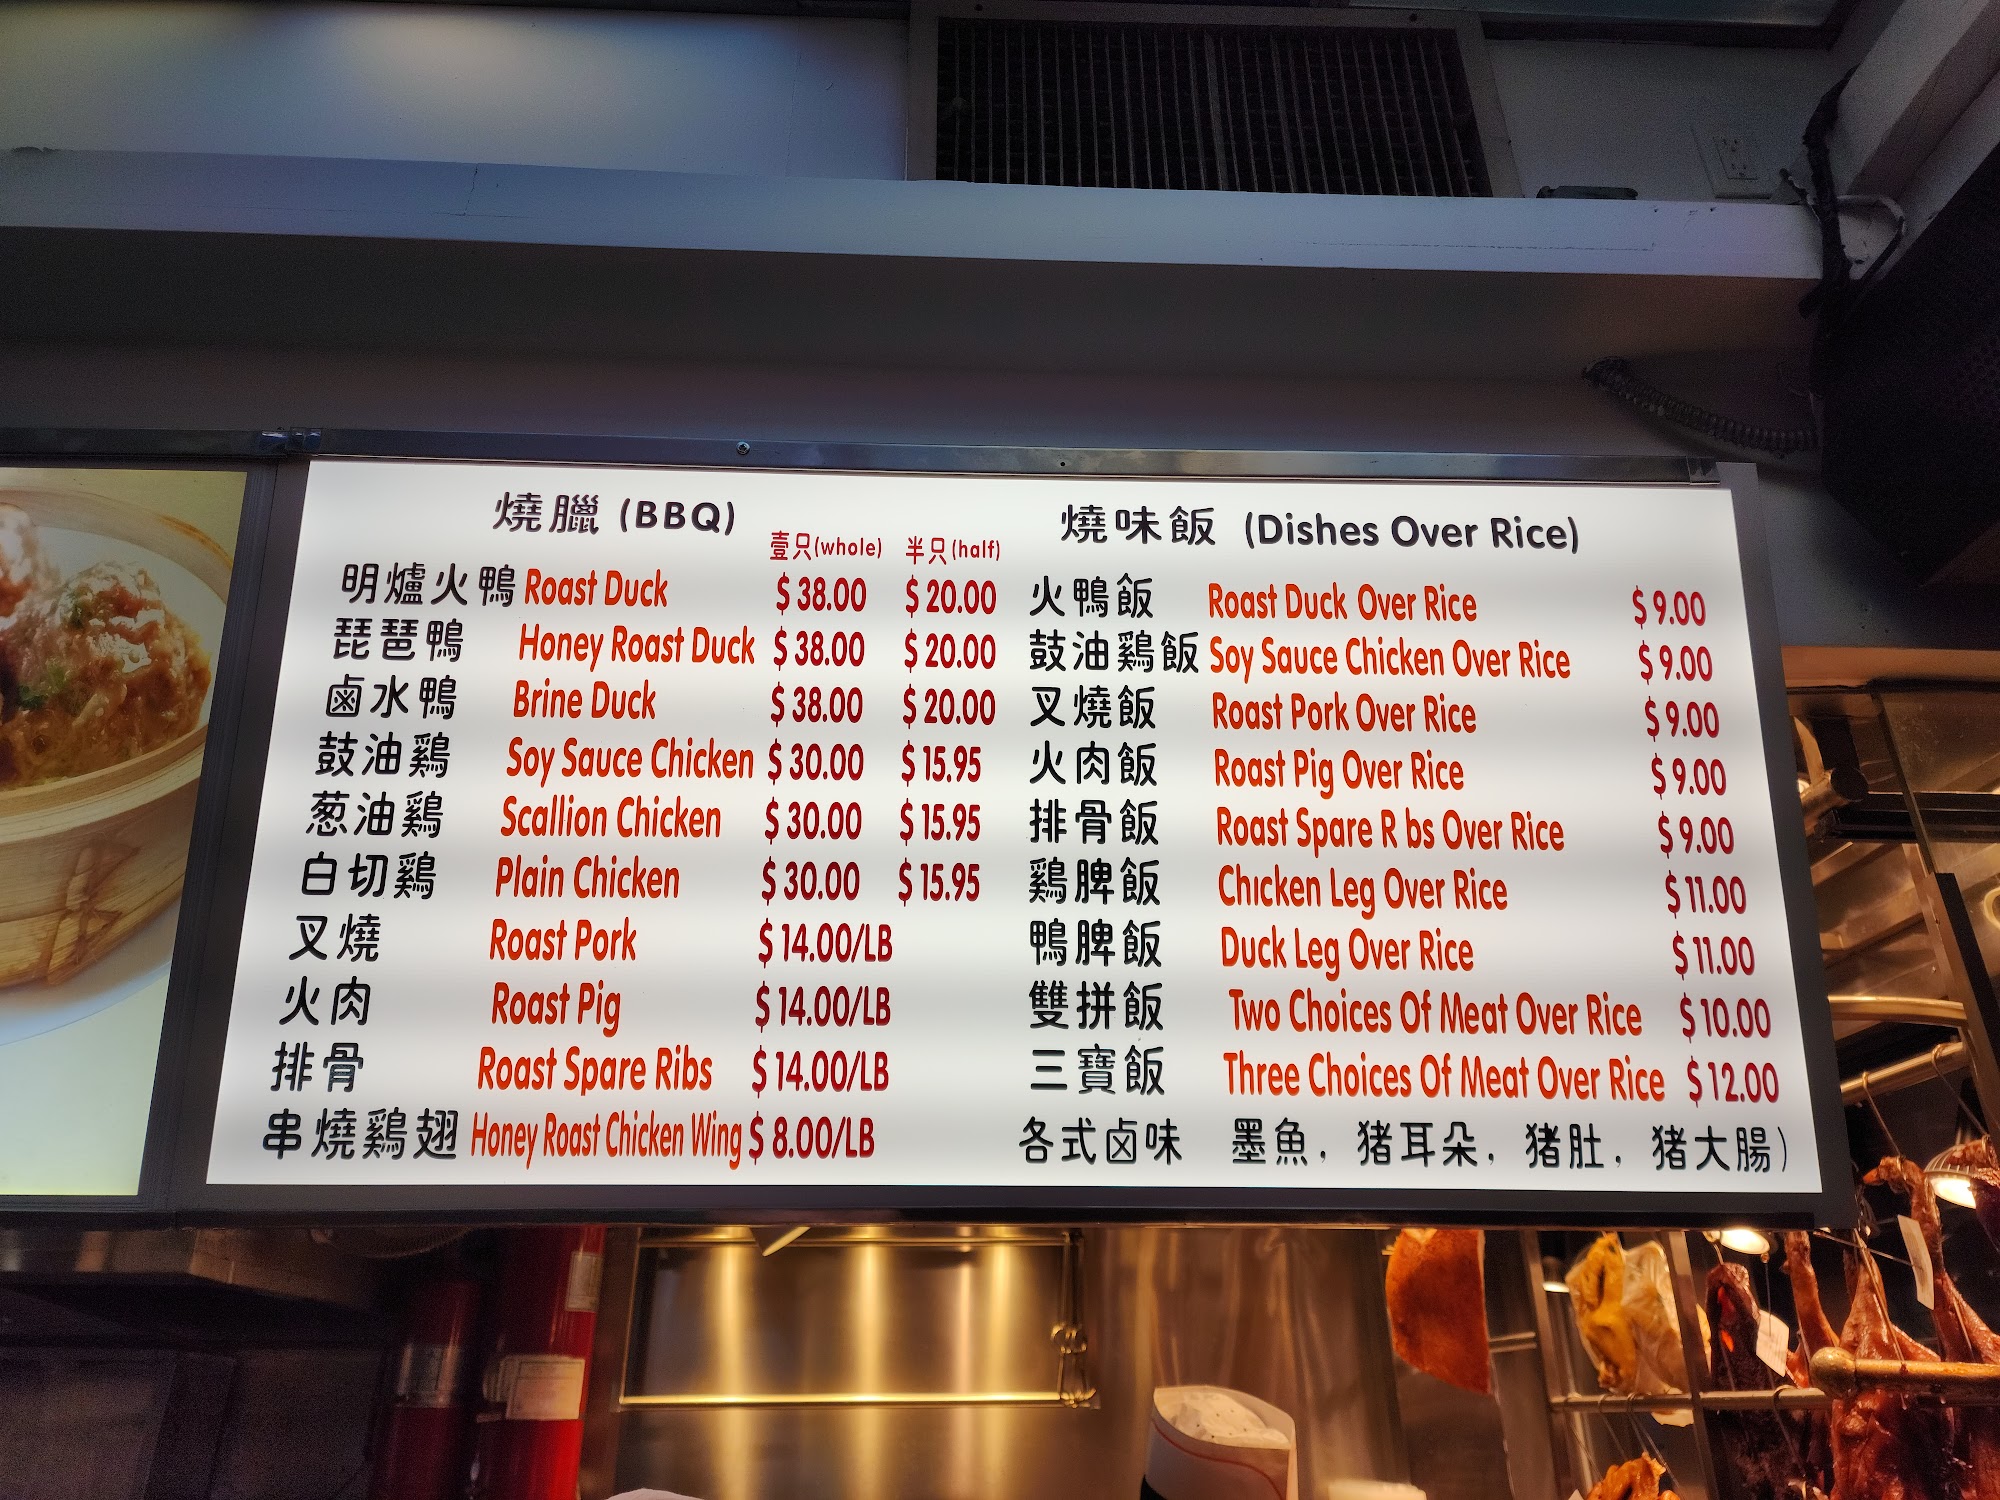 燒臘 (BBQ)
壹只(whole) 半只(half)
明爐火鴨 Roast Duck $38.00 $20.00
琵琶鴨 Honey Roast Duck $38.00 $20.00
鹵水鴨 Brine Duck $38.00 $20.00
鼓油鷄 Soy Sauce Chicken $30.00 $15.95
葱油鷄 Scallion Chicken $30.00 $15.95
白切鷄 Plain Chicken $30.00 $15.95
叉燒 Roast Pork $14.00/LB
火肉 Roast Pig $14.00/LB
排骨 Roast Spare Ribs $14.00/LB
串燒鷄翅 Honey Roast Chicken Wing $8.00/LB
燒味飯 (Dishes Over Rice)
火鴨飯 Roast Duck Over Rice $9.00
鼓油鷄飯 Soy Sauce Chicken Over Rice $9.00
叉燒飯 Roast Pork Over Rice $9.00
火肉飯 Roast Pig Over Rice $9.00
排骨飯 Roast Spare R bs Over Rice $9.00
鷄脾飯 Chicken Leg Over Rice $11.00
鴨脾飯 Duck Leg Over Rice $11.00
雙拼飯 Two Choices Of Meat Over Rice $10.00
三寶飯 Three Choices Of Meat Over Rice $12.00
各式卤味 墨魚, 猪耳朵, 猪肚, 猪大腸)